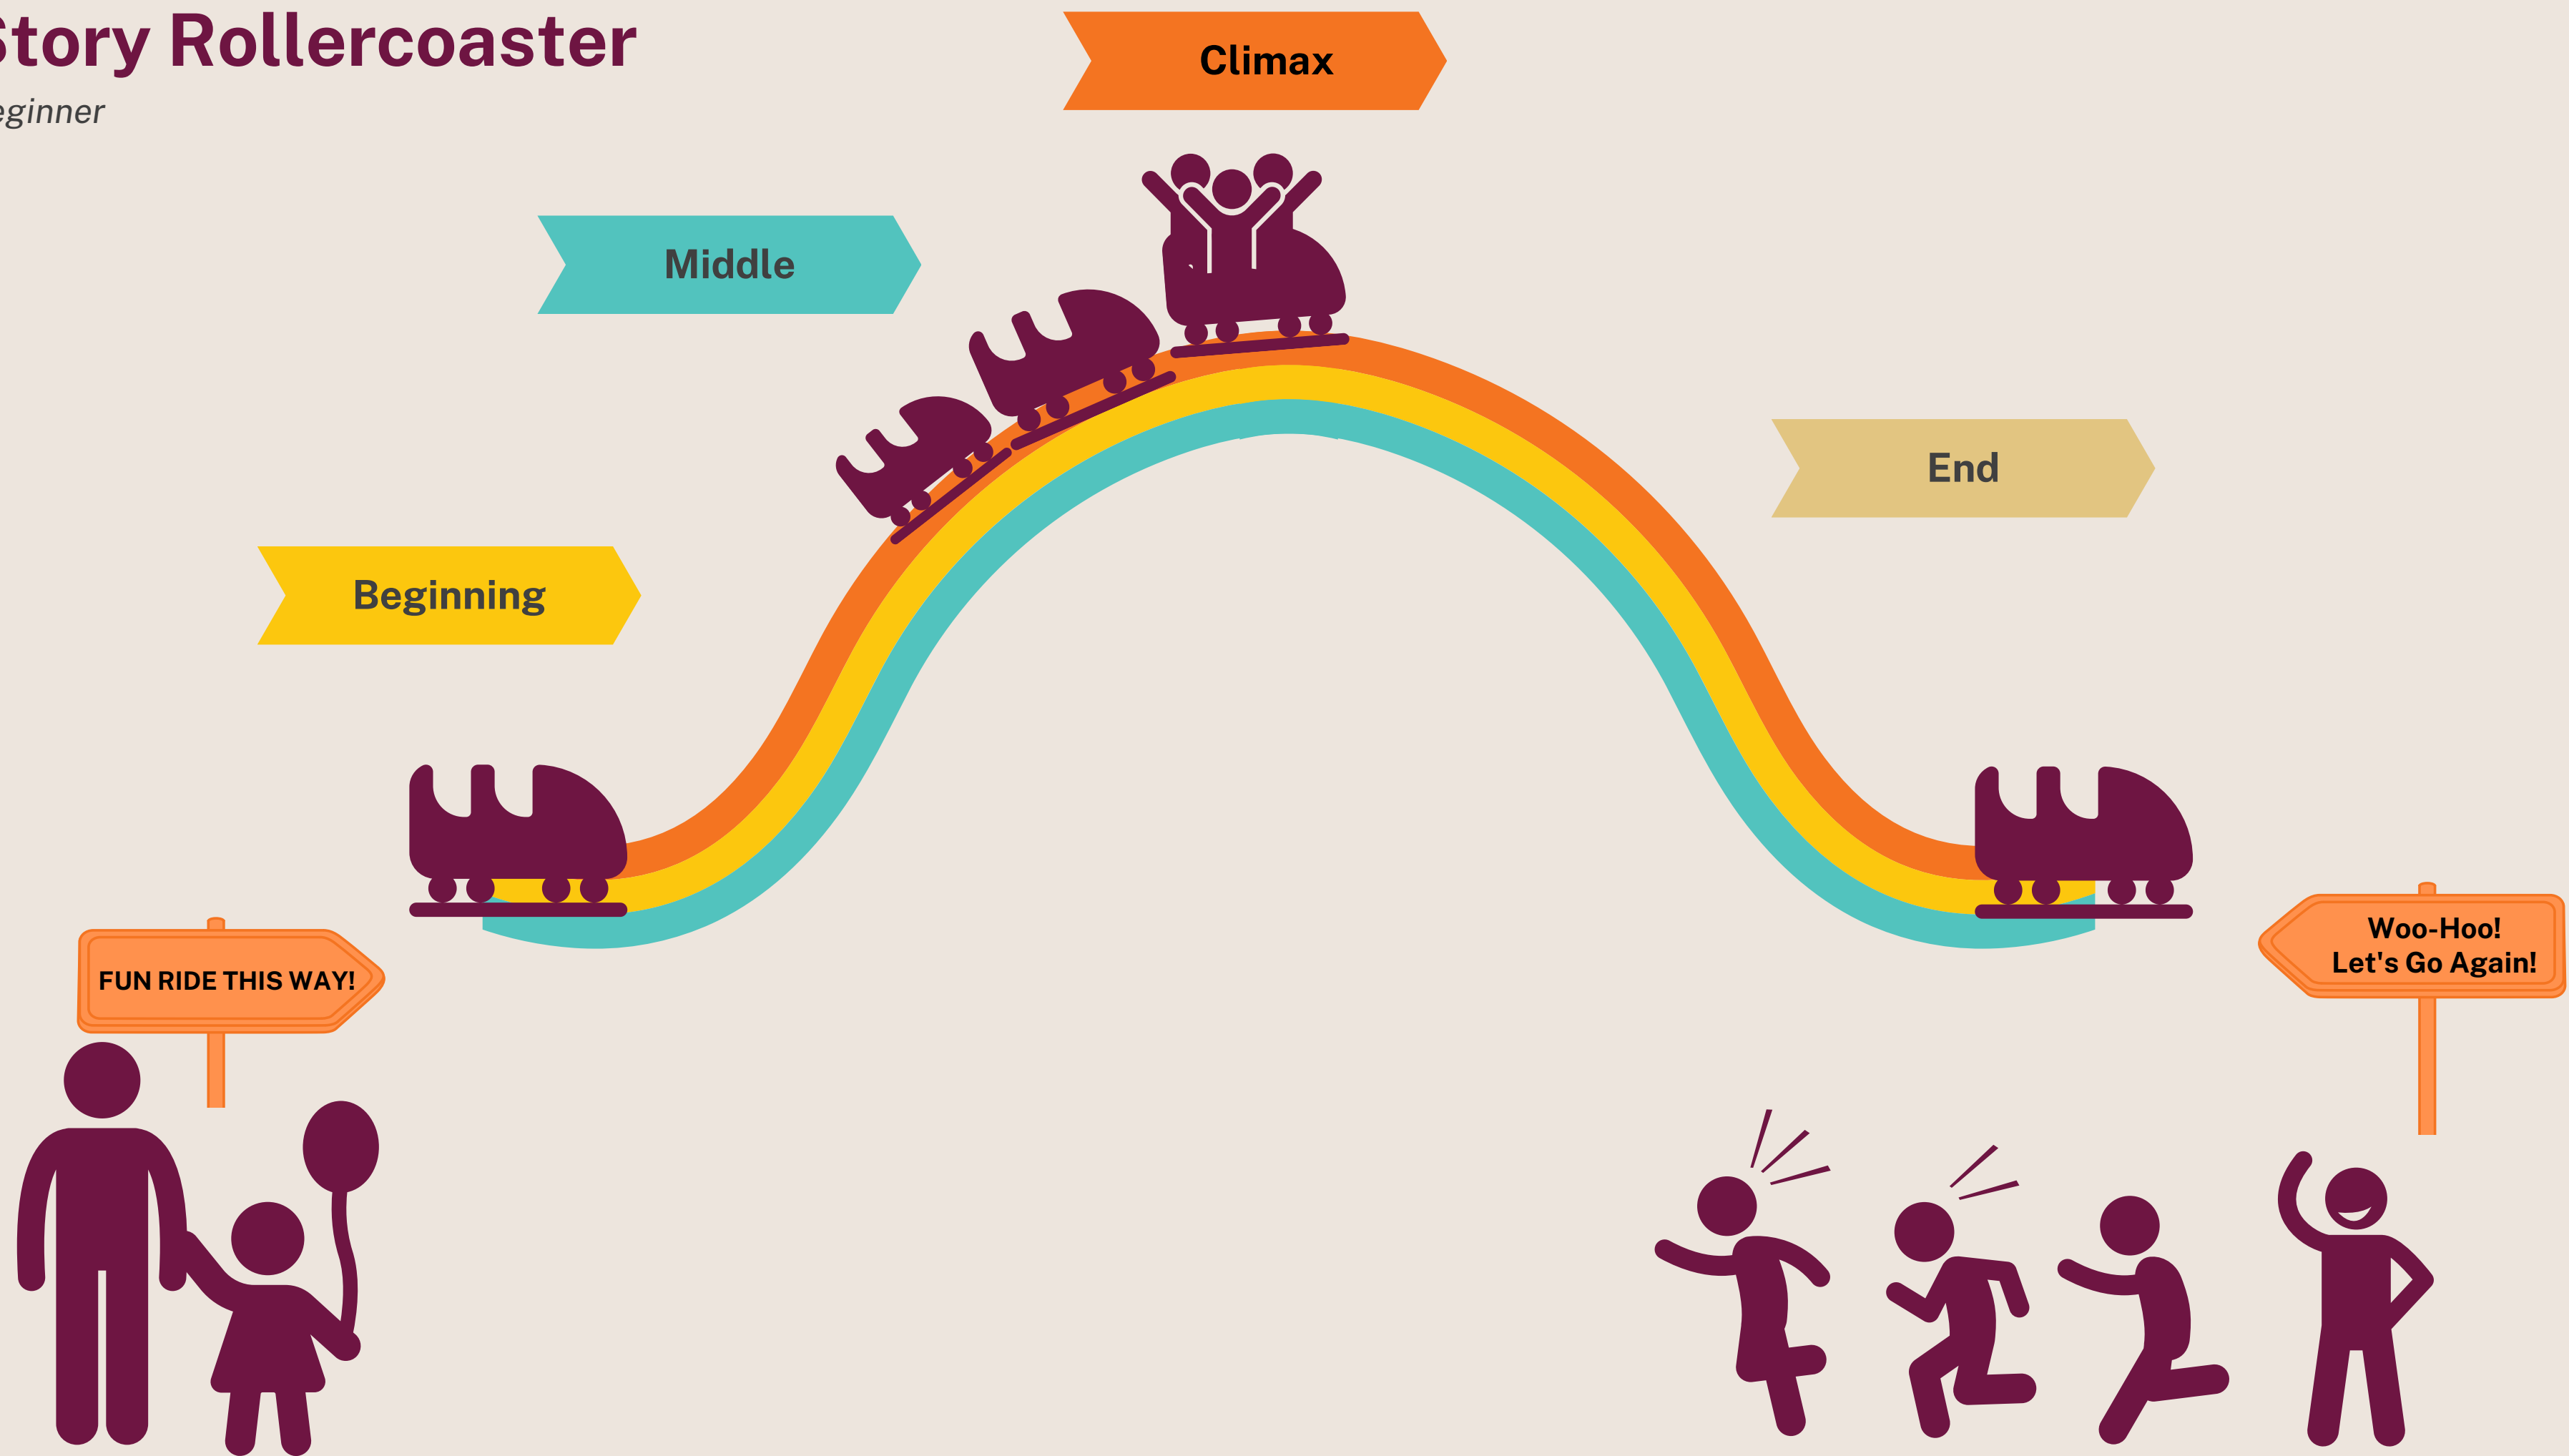 Story Rollercoaster
eginner
Climax
Middle
End
Beginning
FUN RIDE THIS WAY!
Woo-Hoo!
Let's Go Again!